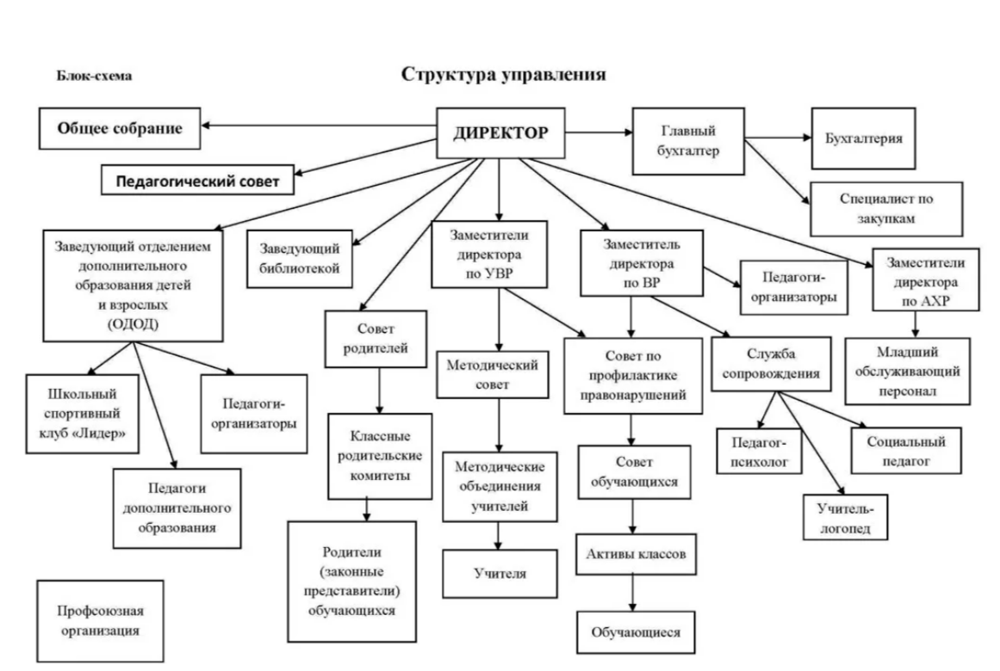 Блок-схема
Структура управления
Общее собрание
ДИРЕКТОР
Главный
бухгалтер
Бухгалтерия
Педагогический совет
Специалист по
закупкам
Заведующий отделением
дополнительного
образования детей
и взрослых
(ОДОД)
Заведующий
библиотекой
Заместители
директора
по УВР
Заместитель
директора
по ВР
Педагоги-
организаторы
Заместители
директора
по АХР
Совет
родителей
Методический
совет
Совет по
профилактике
правонарушений
Служба
сопровождения
Младший
обслуживающий
персонал
Школьный
спортивный
клуб «Лидер»
Педагоги-
организаторы
Классные
родительские
комитеты
Педагог-
психолог
Социальный
педагог
Педагоги
дополнительного
образования
Методические
объединения
учителей
Совет
обучающихся
Учитель-
логопед
Родители
(законные
представители)
обучающихся
Учителя
Активы классов
Профсоюзная
организация
Обучающиеся